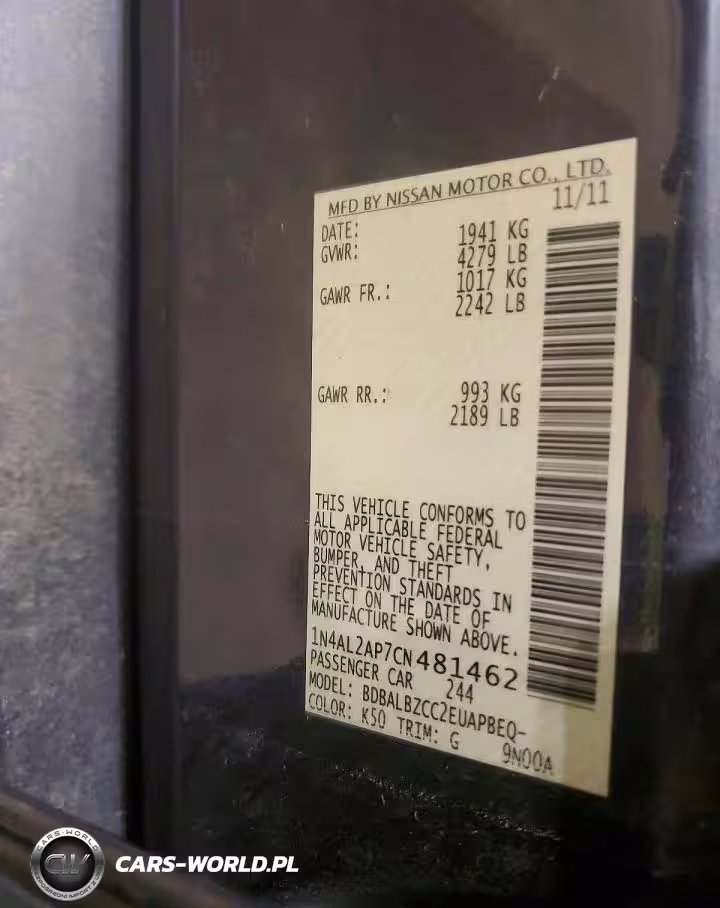 MFD BY NISSAN MOTOR CO., LTD.
DATE: 11/11
GVWR: 1941 KG
4279 LB
GAWR FR.: 1017 KG
2242 LB
GAWR RR.: 993 KG
2189 LB
THIS VEHICLE CONFORMS TO
ALL APPLICABLE FEDERAL
MOTOR VEHICLE SAFETY,
BUMPER, AND THEFT
PREVENTION STANDARDS IN
EFFECT ON THE DATE OF
MANUFACTURE SHOWN ABOVE.
1N4AL2AP7CN481462
PASSENGER CAR 244
MODEL: BDBALBZCC2EUAPBEQ-
COLOR: K50 TRIM: G 9N00A
CARS-WORLD
CW
CARS-WORLD.PL